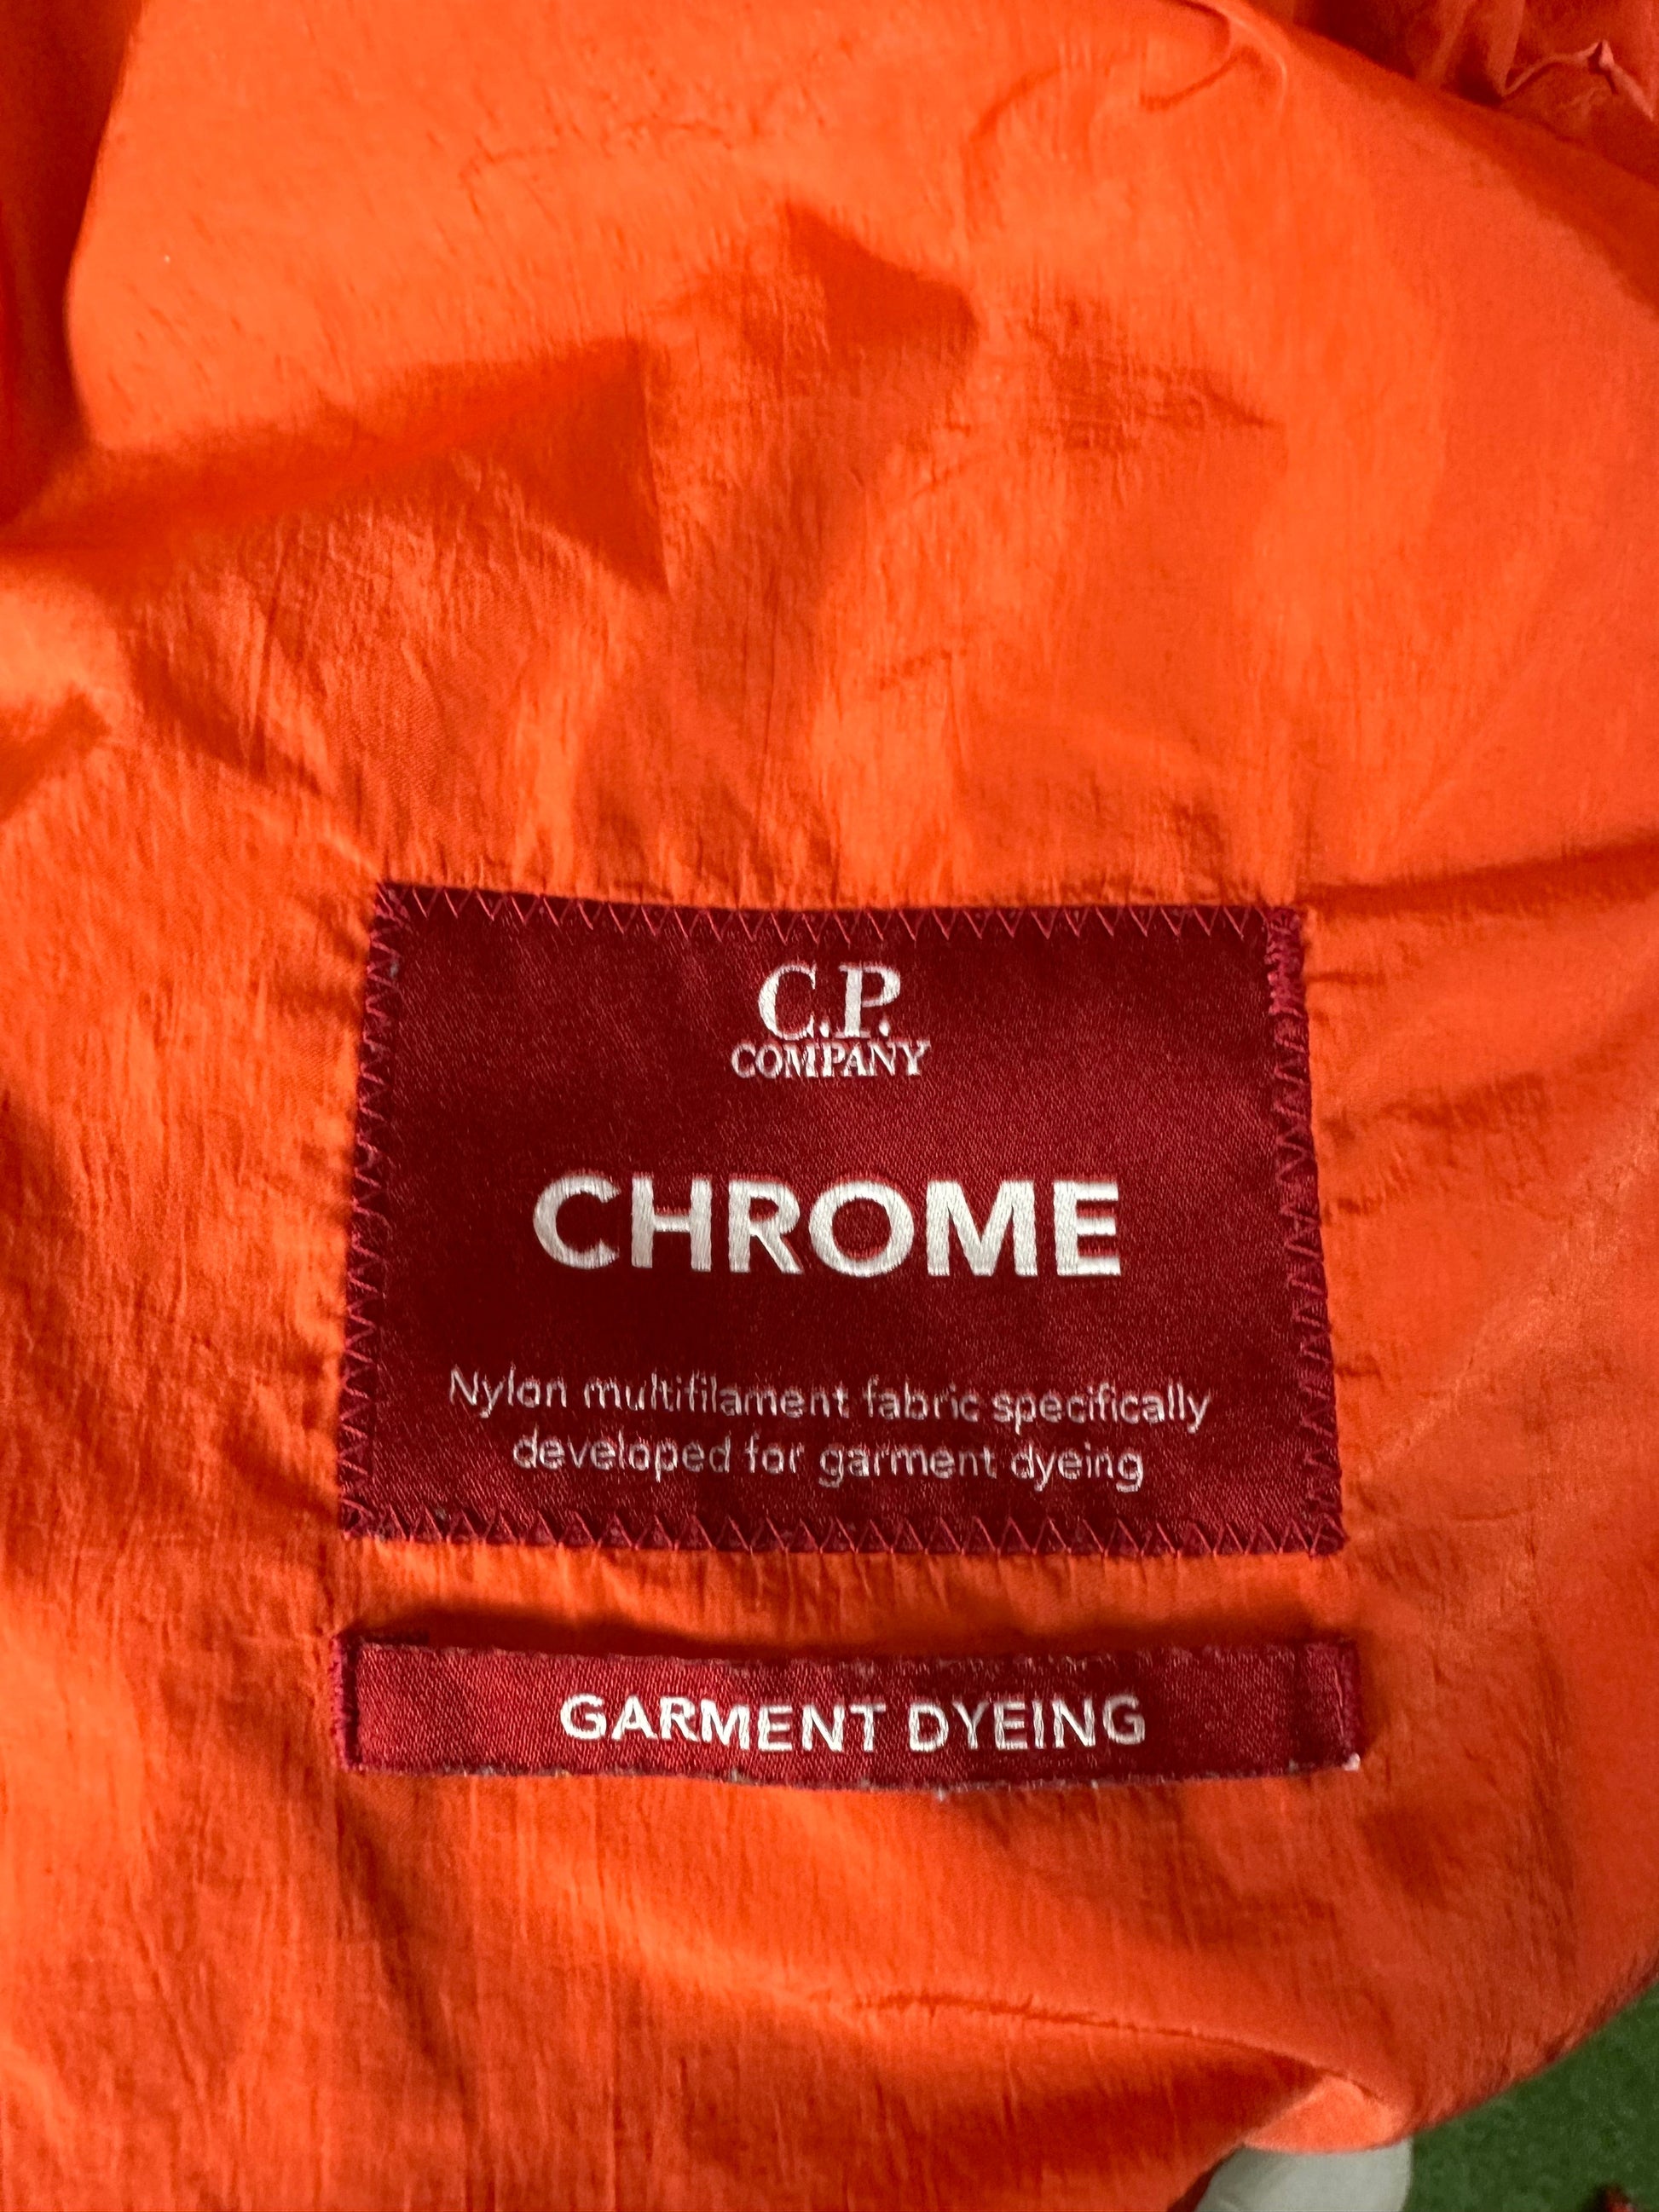 C.P.
COMPANY
CHROME
Nylon multifilament fabric specifically
developed for garment dyeing
GARMENT DYEING